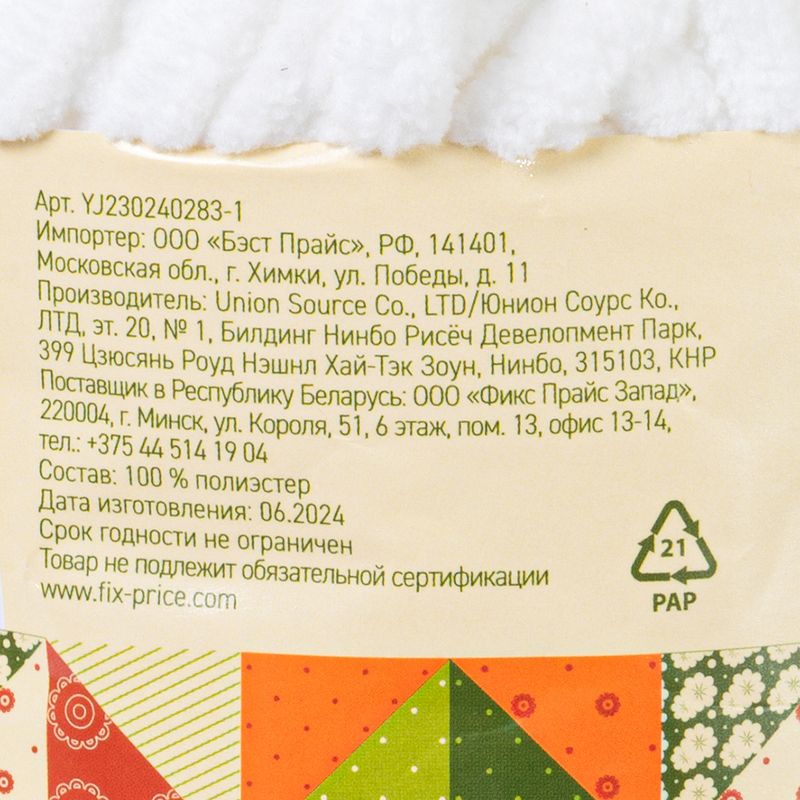 Арт. YJ230240283-1
Импортер: ООО «Бэст Прайс», РФ, 141401,
Московская обл., г. Химки, ул. Победы, д. 11
Производитель: Union Source Co., LTD/Юнион Соурс Ко.,
ЛТД, эт. 20, № 1, Билдинг Нинбо Рисёч Девелопмент Парк,
399 Цзюсянь Роуд Нэшнл Хай-Тэк Зоун, Нинбо, 315103, КНР
Поставщик в Республику Беларусь: ООО «Фикс Прайс Запад»,
220004, г. Минск, ул. Короля, 51, 6 этаж, пом. 13, офис 13-14,
тел.: +375 44 514 19 04
Состав: 100 % полиэстер
Дата изготовления: 06.2024
Срок годности не ограничен
Товар не подлежит обязательной сертификации
www.fix-price.com
21
PAP